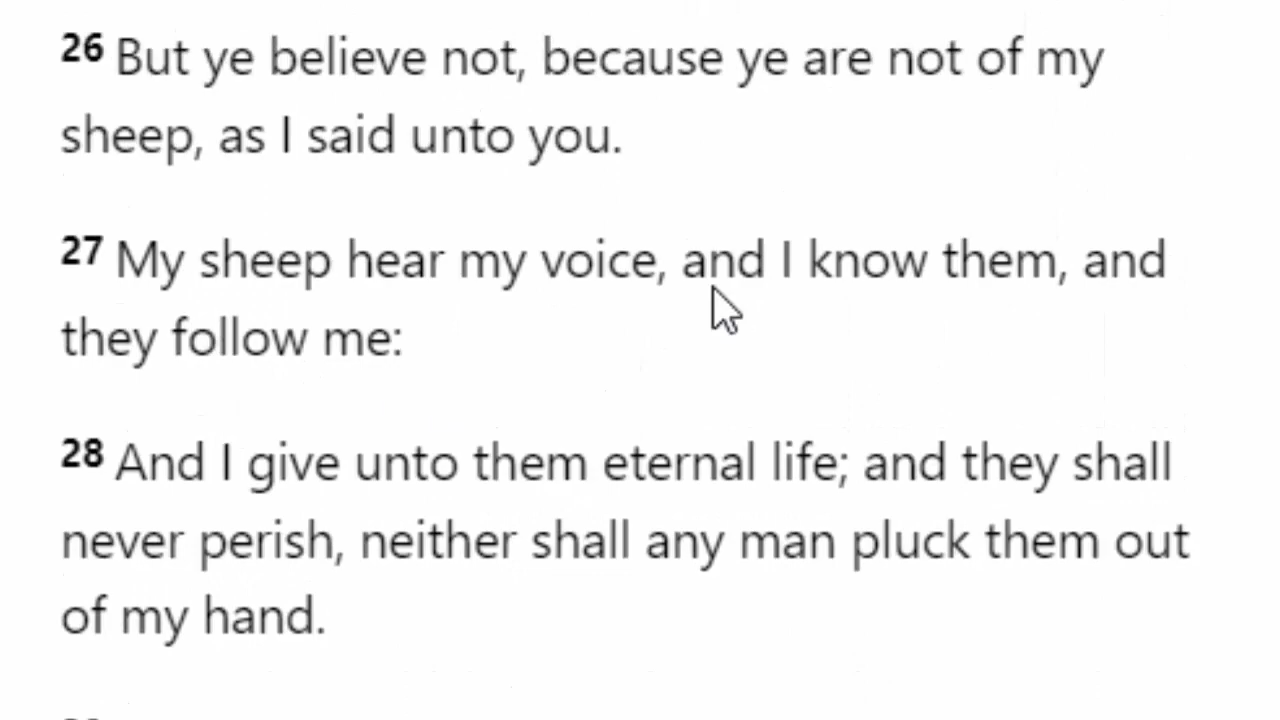 26 But ye believe not, because ye are not of my
sheep, as I said unto you.
27 My sheep hear my voice, and I know them, and
they follow me:
28 And I give unto them eternal life; and they shall
never perish, neither shall any man pluck them out
of my hand.